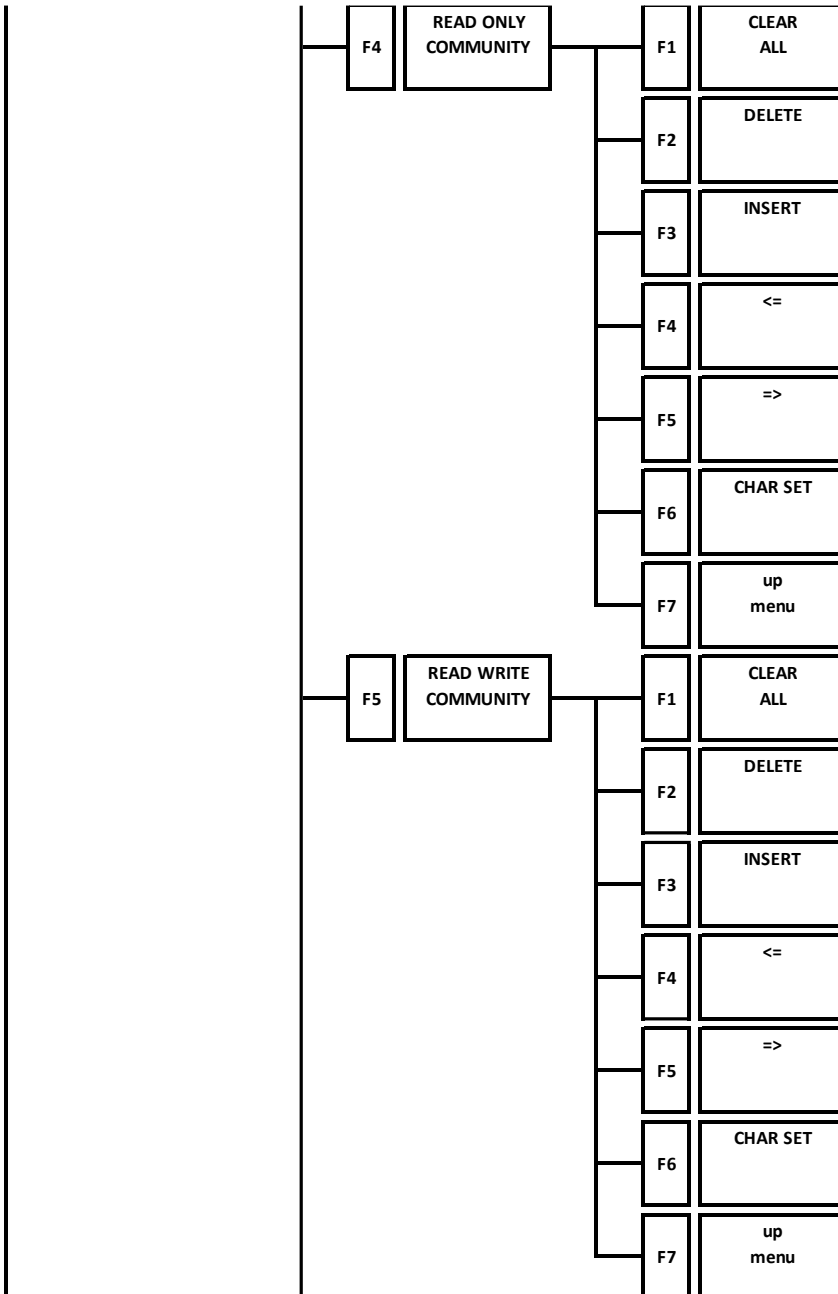 F4
READ ONLY
COMMUNITY
F1
CLEAR
ALL
F2
DELETE
F3
INSERT
F4
<=
F5
=>
F6
CHAR SET
F7
up
menu
F5
READ WRITE
COMMUNITY
F1
CLEAR
ALL
F2
DELETE
F3
INSERT
F4
<=
F5
=>
F6
CHAR SET
F7
up
menu